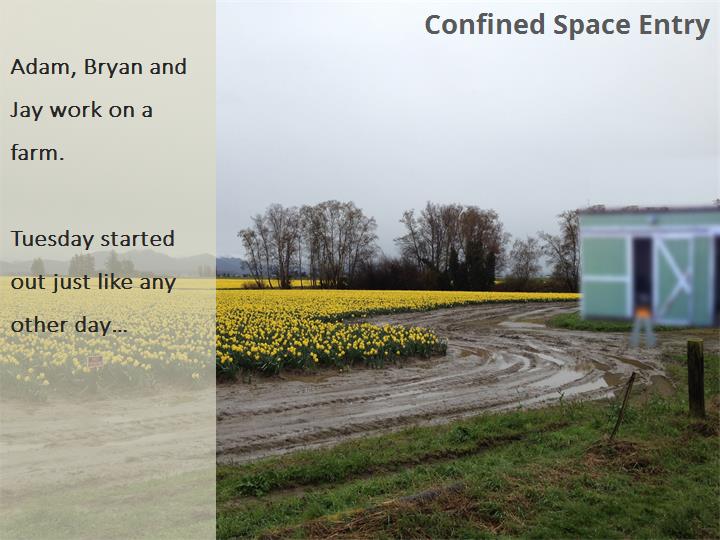 Confined Space Entry
Adam, Bryan and
Jay work on a
farm.
Tuesday started
out just like any
other day...